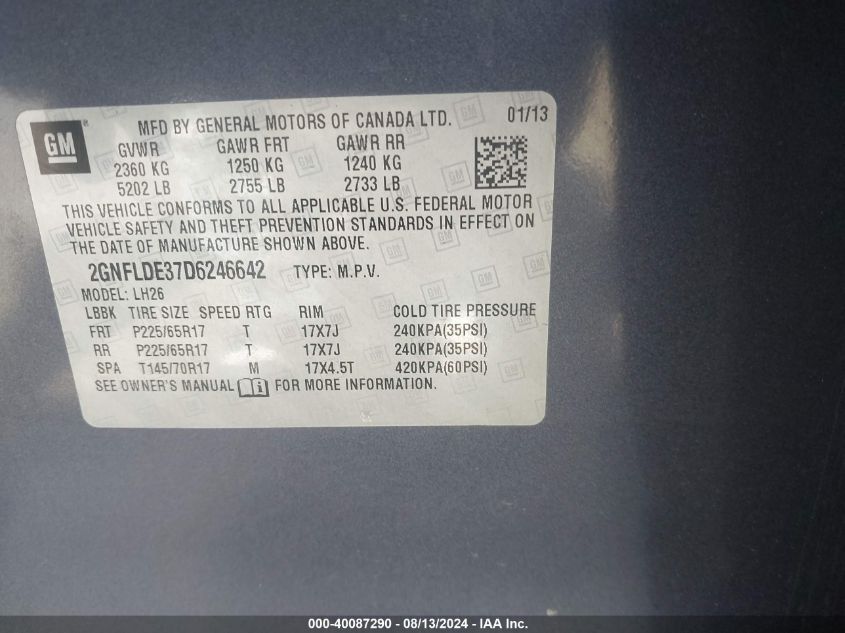 GM®
MFD BY GENERAL MOTORS OF CANADA LTD. 01/13
GVWR GAWR FRT GAWR RR
2360 KG 1250 KG 1240 KG
5202 LB 2755 LB 2733 LB
THIS VEHICLE CONFORMS TO ALL APPLICABLE U.S. FEDERAL MOTOR
VEHICLE SAFETY AND THEFT PREVENTION STANDARDS IN EFFECT ON
THE DATE OF MANUFACTURE SHOWN ABOVE.
2GNFLDE37D6246642 TYPE: M.P.V.
MODEL: LH26
LBBK TIRE SIZE SPEED RTG RIM COLD TIRE PRESSURE
FRT P225/65R17 T 17X7J 240KPA(35PSI)
RR P225/65R17 T 17X7J 240KPA(35PSI)
SPA T145/70R17 M 17X4.5T 420KPA(60PSI)
SEE OWNER'S MANUAL FOR MORE INFORMATION.
000-40087290 - 08/13/2024 - IAA Inc.